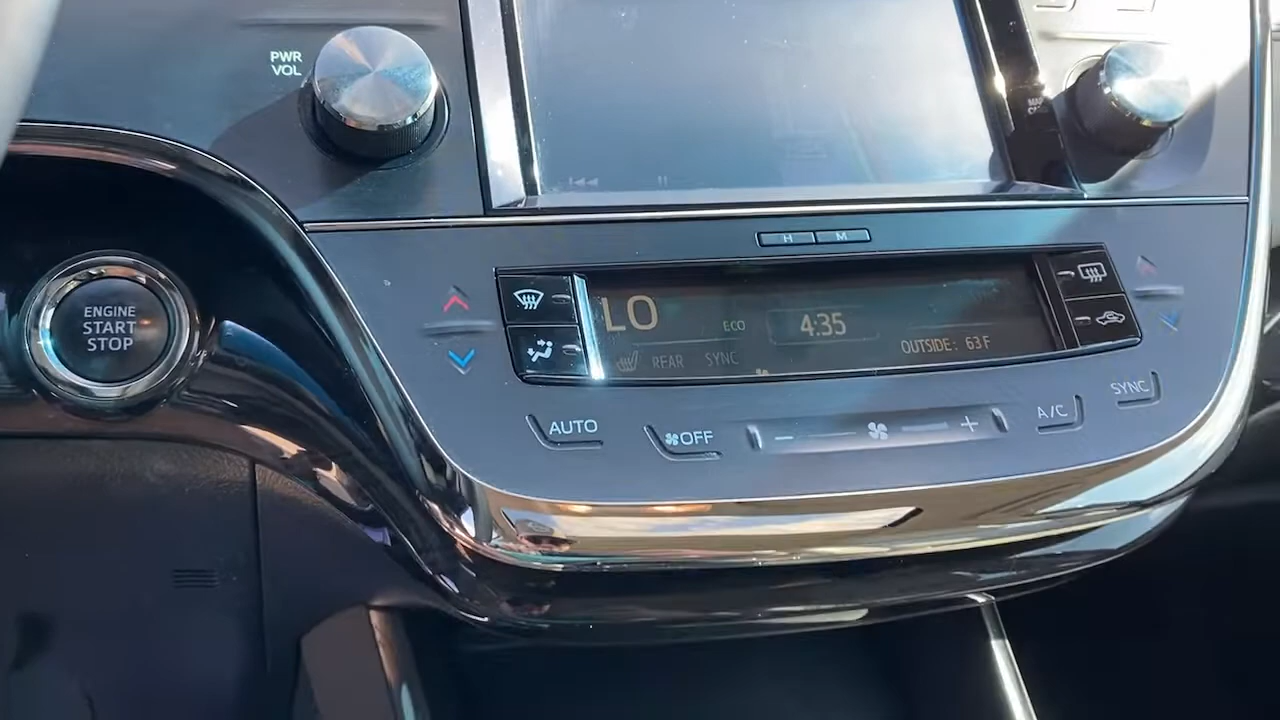 PWR
VOL
H M
LO
ECO
4:35
REAR SYNC
OUTSIDE: 63F
ENGINE
START
STOP
AUTO
OFF
− +
A/C
SYNC